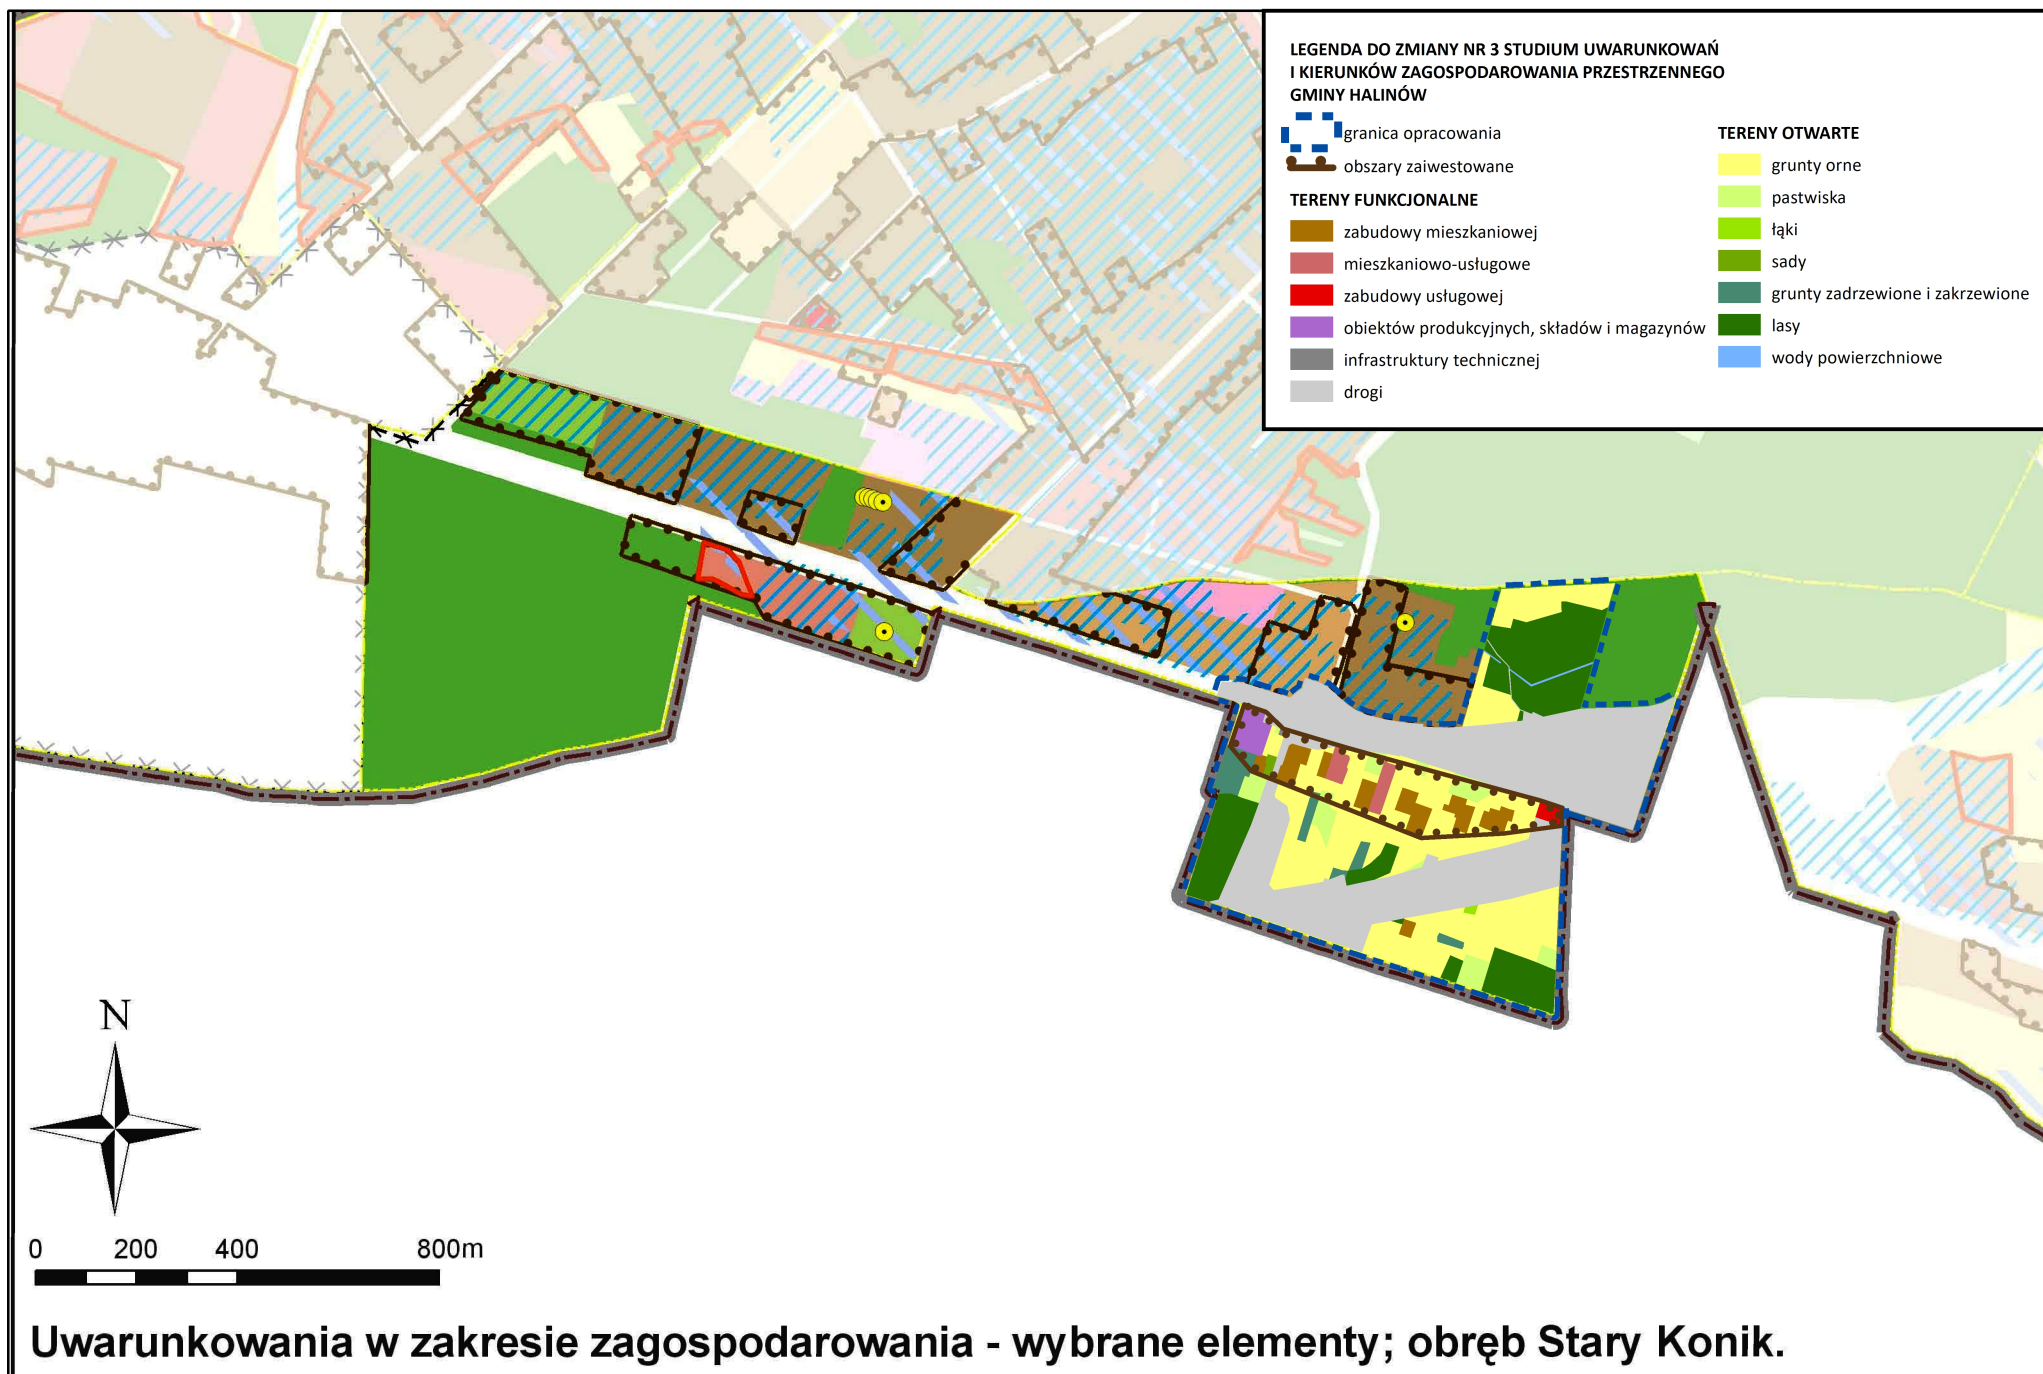 LEGENDA DO ZMIANY NR 3 STUDIUM UWARUNKOWAŃ
I KIERUNKÓW ZAGOSPODAROWANIA PRZESTRZENNEGO
GMINY HALINÓW
granica opracowania
obszary zaiwestowane
TERENY FUNKCJONALNE
zabudowy mieszkaniowej
mieszkaniowo-usługowe
zabudowy usługowej
obiektów produkcyjnych, składów i magazynów
infrastruktury technicznej
drogi
TERENY OTWARTE
grunty orne
pastwiska
łąki
sady
grunty zadrzewione i zakrzewione
lasy
wody powierzchniowe
N
0 200 400 800m
Uwarunkowania w zakresie zagospodarowania - wybrane elementy; obręb Stary Konik.